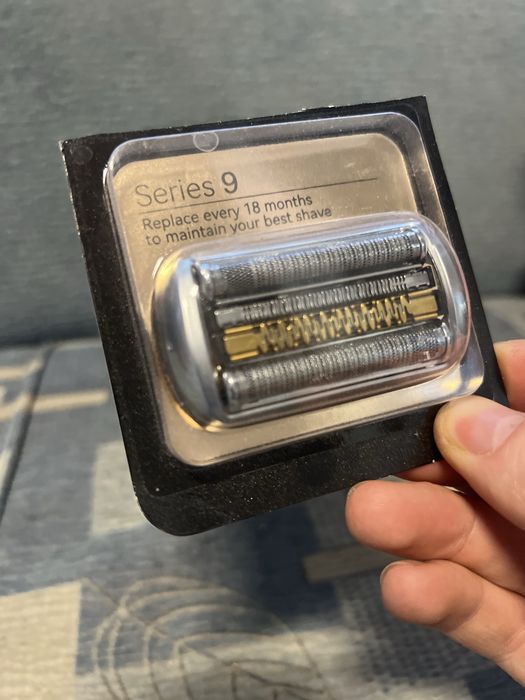 Series 9
Replace every 18 months
to maintain your best shave